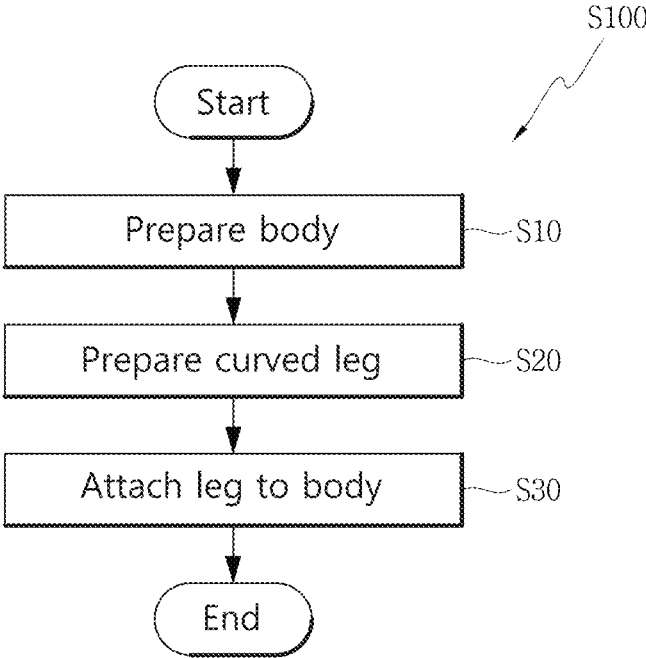 S100
Start
Prepare body
S10
Prepare curved leg
S20
Attach leg to body
S30
End